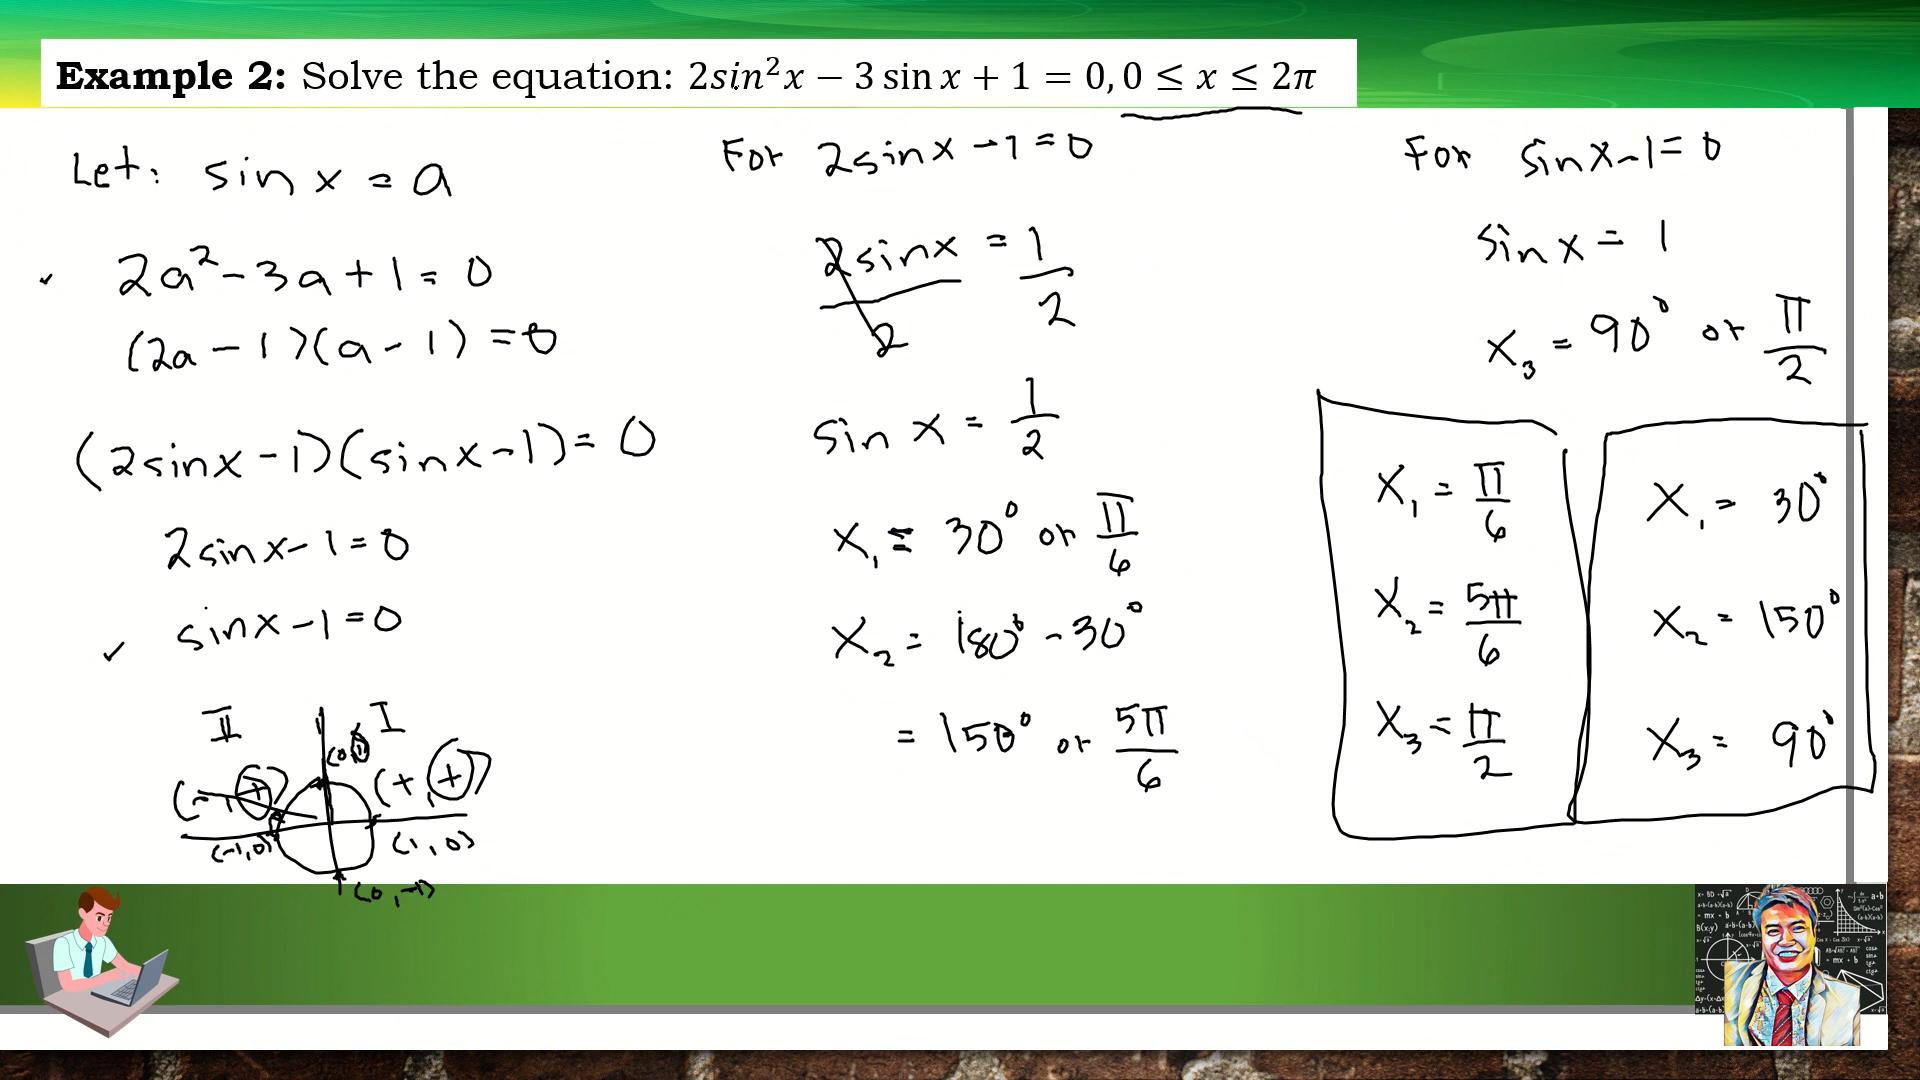 Example 2: Solve the equation: 2sin²x − 3 sin x + 1 = 0, 0 ≤ x ≤ 2π
Let: sin x = a
2a² - 3a + 1 = 0
(2a - 1)(a - 1) = 0
(2sinx - 1)(sinx - 1) = 0
2sinx - 1 = 0
sinx - 1 = 0
II I
(0, 1)
(-, +) (+, +)
(-1, 0) (1, 0)
(0, -1)
For 2sinx - 1 = 0
2sinx/2 = 1/2
sin x = 1/2
x₁ = 30° or π/6
x₂ = 180° - 30°
= 150° or 5π/6
For sinx - 1 = 0
sinx = 1
x₃ = 90° or π/2
x₁ = π/6
x₂ = 5π/6
x₃ = π/2
x₁ = 30°
x₂ = 150°
x₃ = 90°